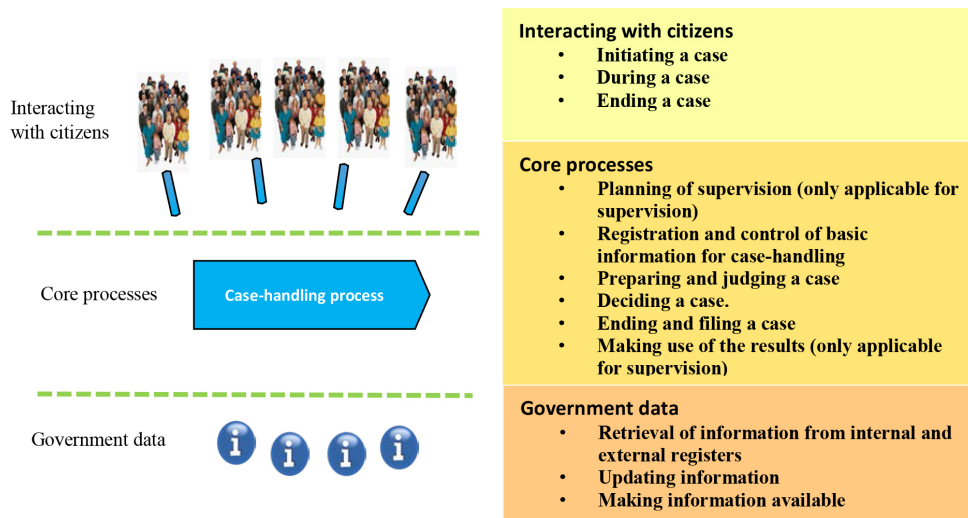 Interacting
with citizens
Core processes
Case-handling process
Government data
i
i
i
i
Interacting with citizens
• Initiating a case
• During a case
• Ending a case
Core processes
• Planning of supervision (only applicable for
supervision)
• Registration and control of basic
information for case-handling
• Preparing and judging a case
• Deciding a case.
• Ending and filing a case
• Making use of the results (only applicable
for supervision)
Government data
• Retrieval of information from internal and
external registers
• Updating information
• Making information available